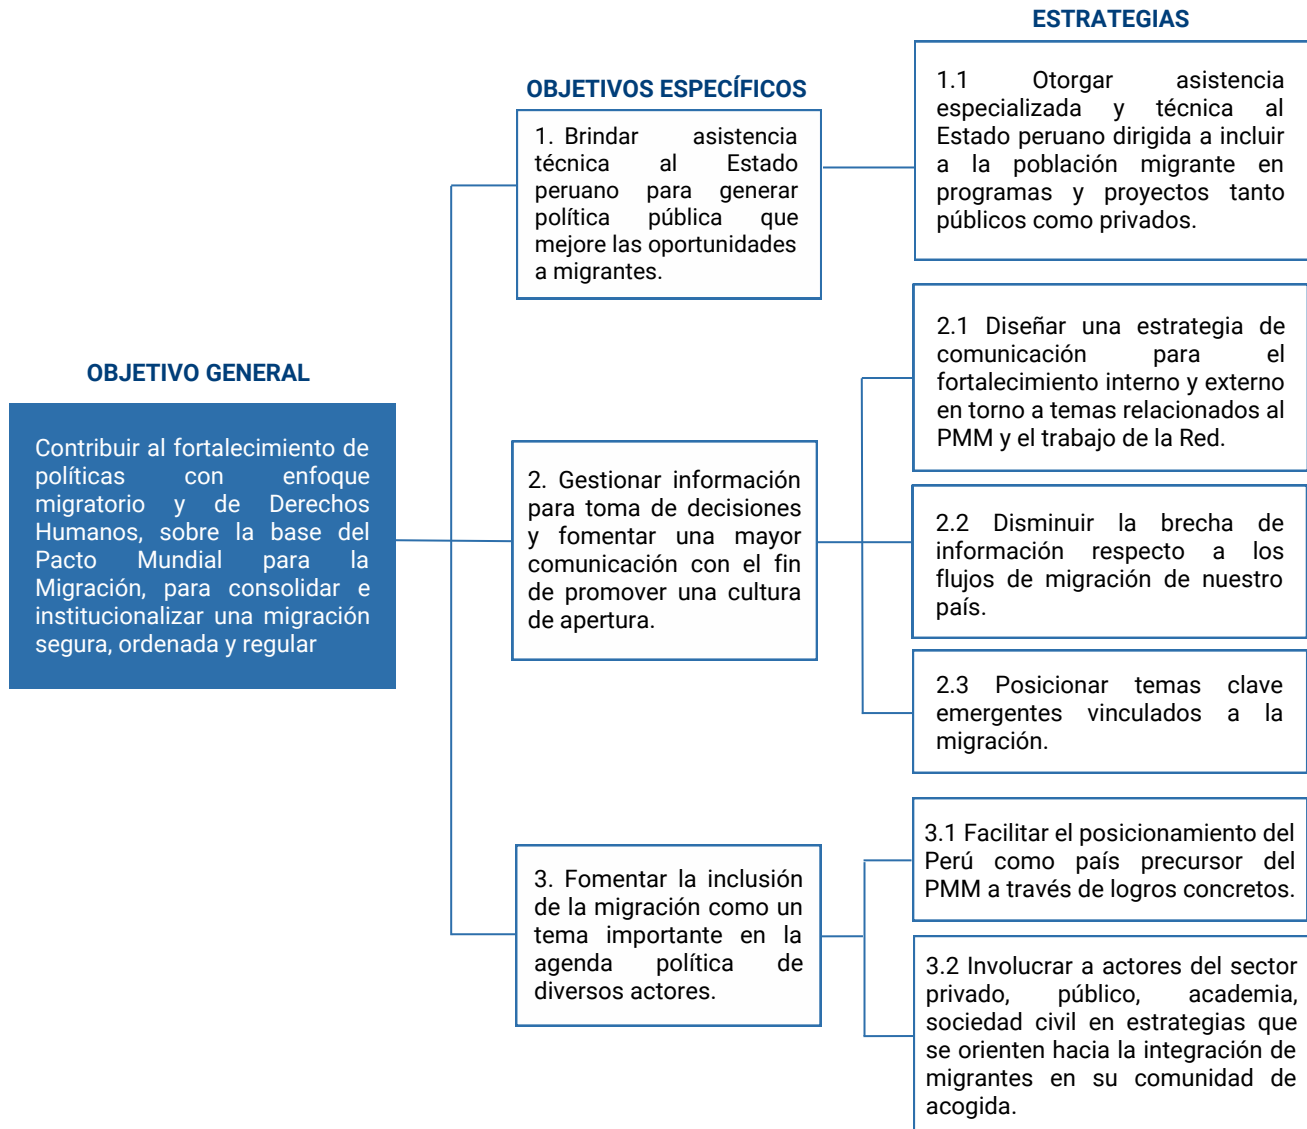 ESTRATEGIAS
1.1 Otorgar asistencia
especializada y técnica al
Estado peruano dirigida a incluir
a la población migrante en
programas y proyectos tanto
públicos como privados.
OBJETIVOS ESPECÍFICOS
1. Brindar asistencia
técnica al Estado
peruano para generar
política pública que
mejore las oportunidades
a migrantes.
2.1 Diseñar una estrategia de
comunicación para el
fortalecimiento interno y externo
en torno a temas relacionados al
PMM y el trabajo de la Red.
OBJETIVO GENERAL
Contribuir al fortalecimiento de
políticas con enfoque
migratorio y de Derechos
Humanos, sobre la base del
Pacto Mundial para la
Migración, para consolidar e
institucionalizar una migración
segura, ordenada y regular
2. Gestionar información
para toma de decisiones
y fomentar una mayor
comunicación con el fin
de promover una cultura
de apertura.
2.2 Disminuir la brecha de
información respecto a los
flujos de migración de nuestro
país.
2.3 Posicionar temas clave
emergentes vinculados a la
migración.
3. Fomentar la inclusión
de la migración como un
tema importante en la
agenda política de
diversos actores.
3.1 Facilitar el posicionamiento del
Perú como país precursor del
PMM a través de logros concretos.
3.2 Involucrar a actores del sector
privado, público, academia,
sociedad civil en estrategias que
se orienten hacia la integración de
migrantes en su comunidad de
acogida.